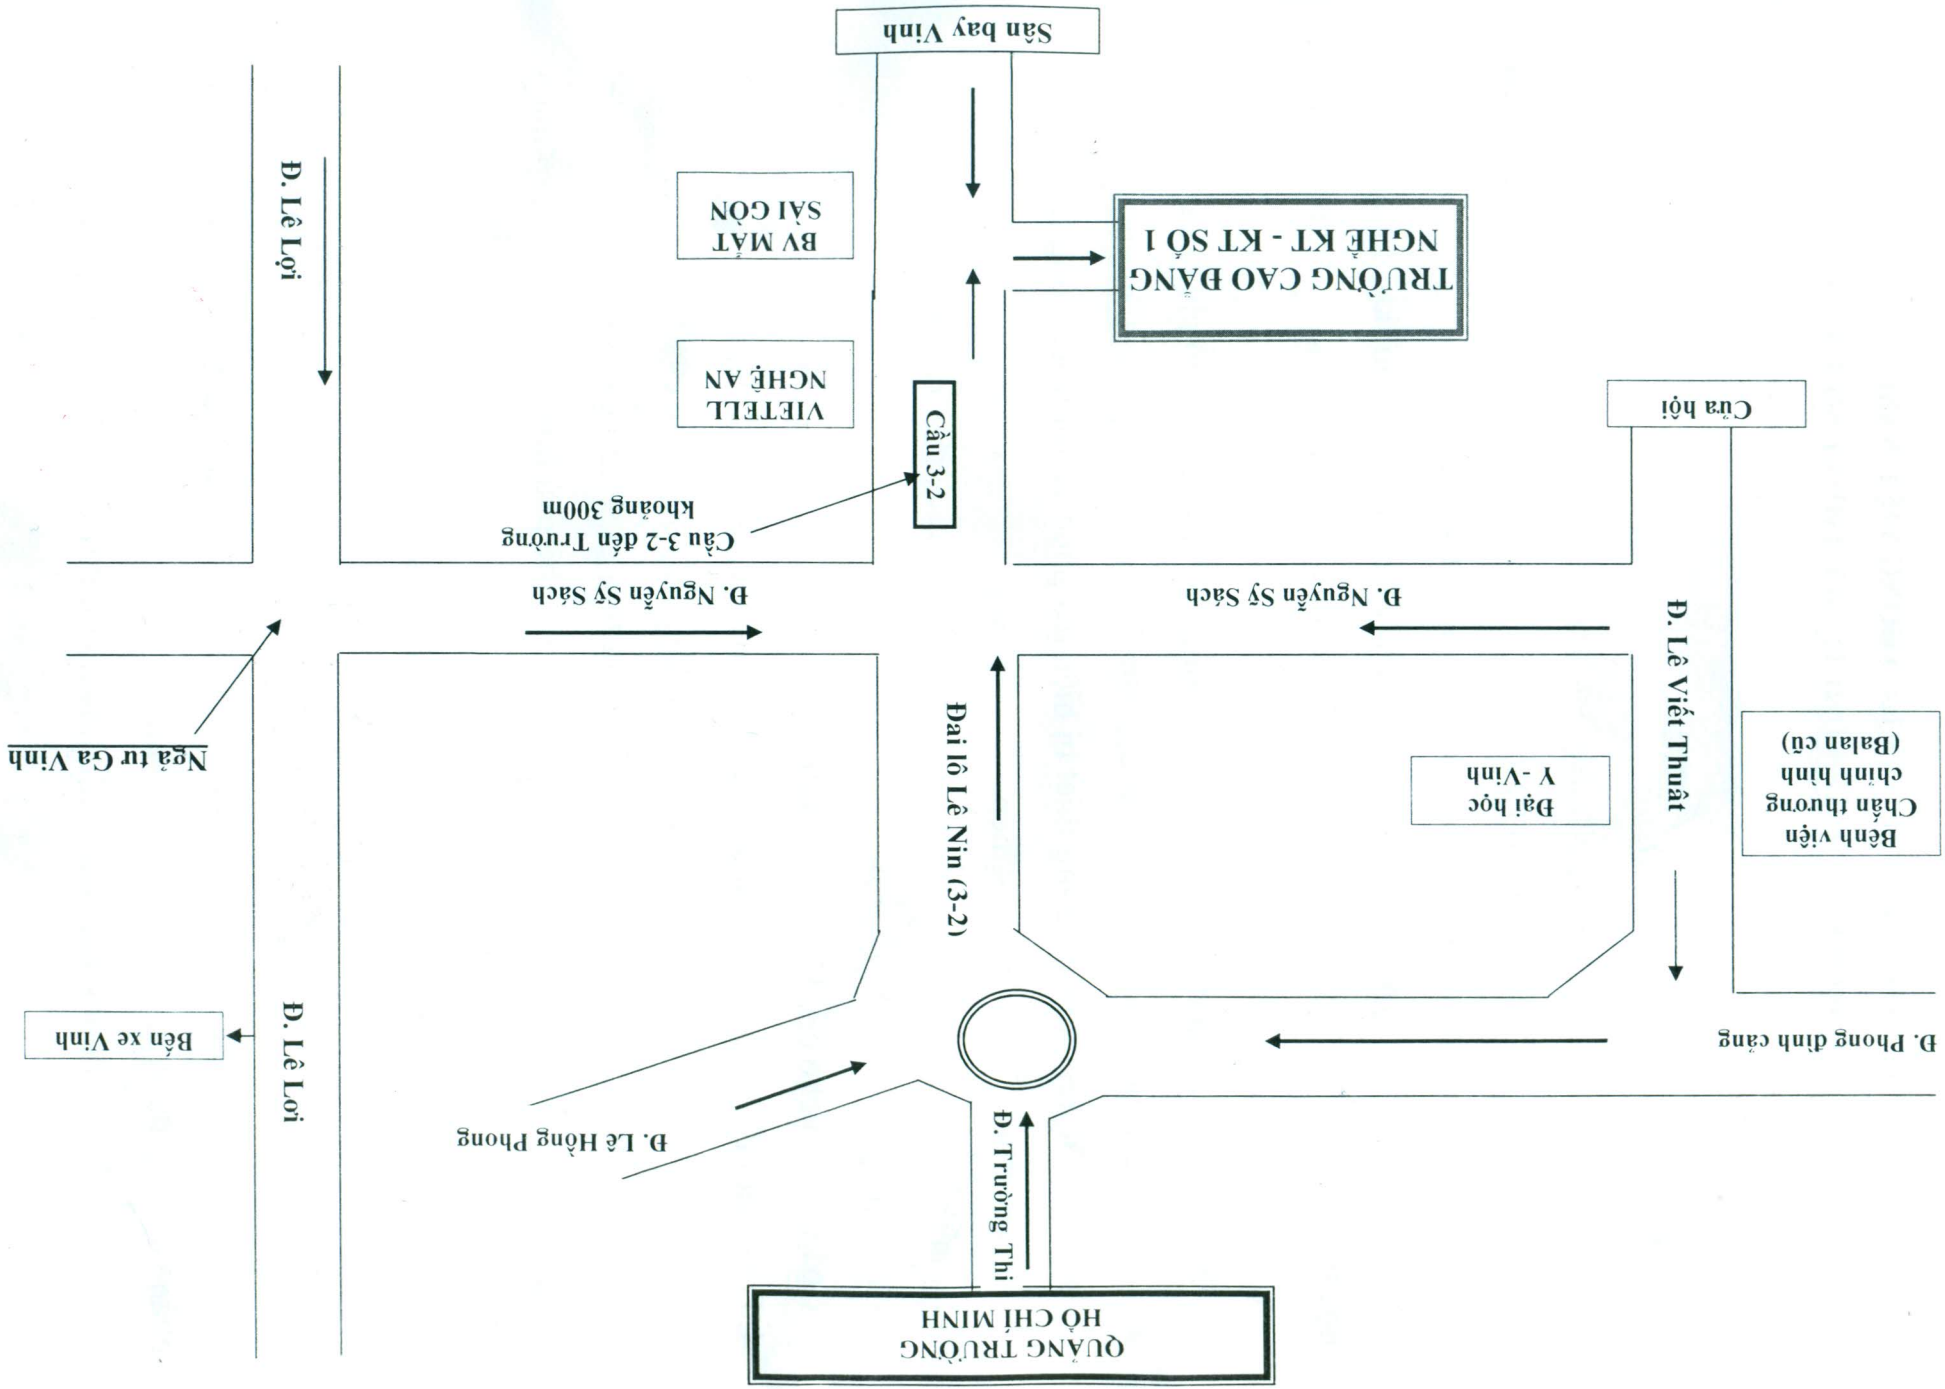 QUẢNG TRƯỜNG
HỒ CHÍ MINH
Đ. Trường Thi
Đ. Lê Hồng Phong
Đ. Lê Lơi
Bến xe Vinh
Đ. Phong đình cảng
Bệnh viện
Chấn thương
chỉnh hình
(Balan cũ)
Đại học
Y - Vinh
Đ. Lê Viết Thuât
Đai lô Lê Nin (3-2)
Ngả tư Ga Vinh
Đ. Nguyễn Sỹ Sách
Đ. Nguyễn Sỹ Sách
Cầu 3-2 đến Trường
khoảng 300m
Cầu 3-2
Cửa hội
VIETELL
NGHỆ AN
TRƯỜNG CAO ĐẲNG
NGHỀ KT - KT SỐ 1
BV MẮT
SÀI GÒN
Đ. Lê Lợi
Sân bay Vinh